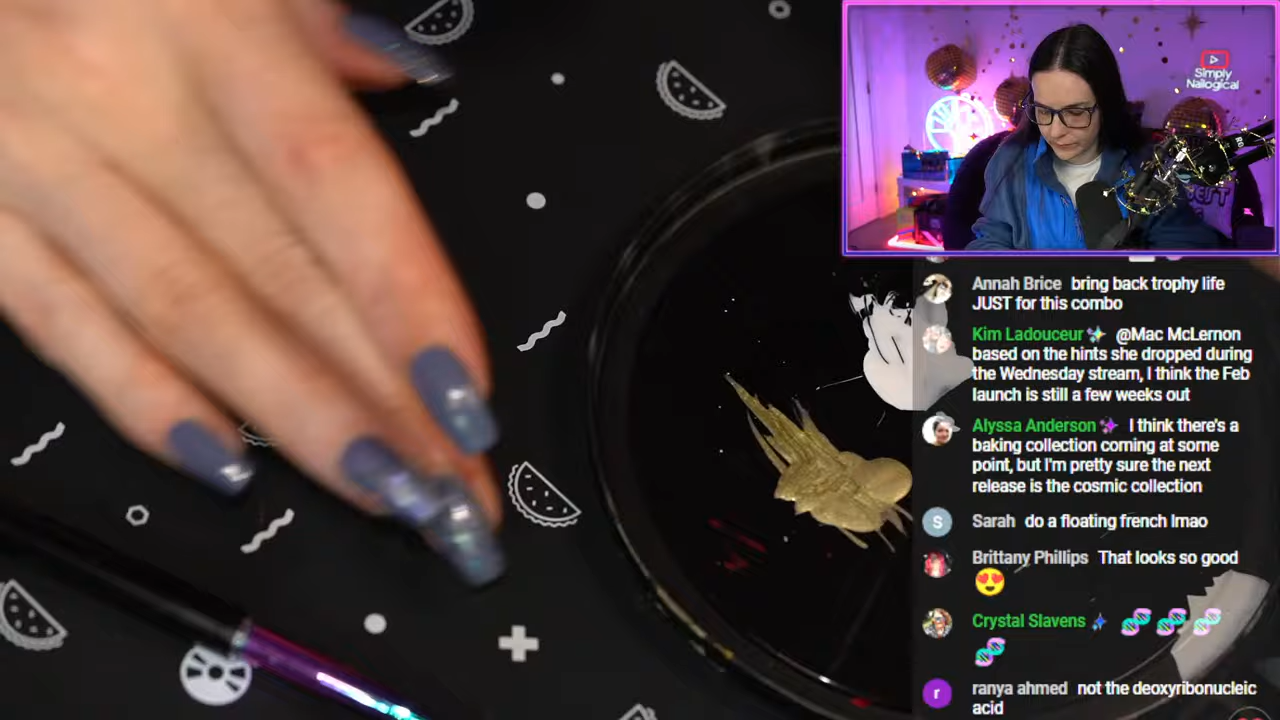 Simply
Nailogical
Annah Brice bring back trophy life
JUST for this combo
Kim Ladouceur @Mac McLernon
based on the hints she dropped during
the Wednesday stream, I think the Feb
launch is still a few weeks out
Alyssa Anderson I think there's a
baking collection coming at some
point, but I'm pretty sure the next
release is the cosmic collection
S Sarah do a floating french lmao
Brittany Phillips That looks so good
Crystal Slavens
r ranya ahmed not the deoxyribonucleic
acid